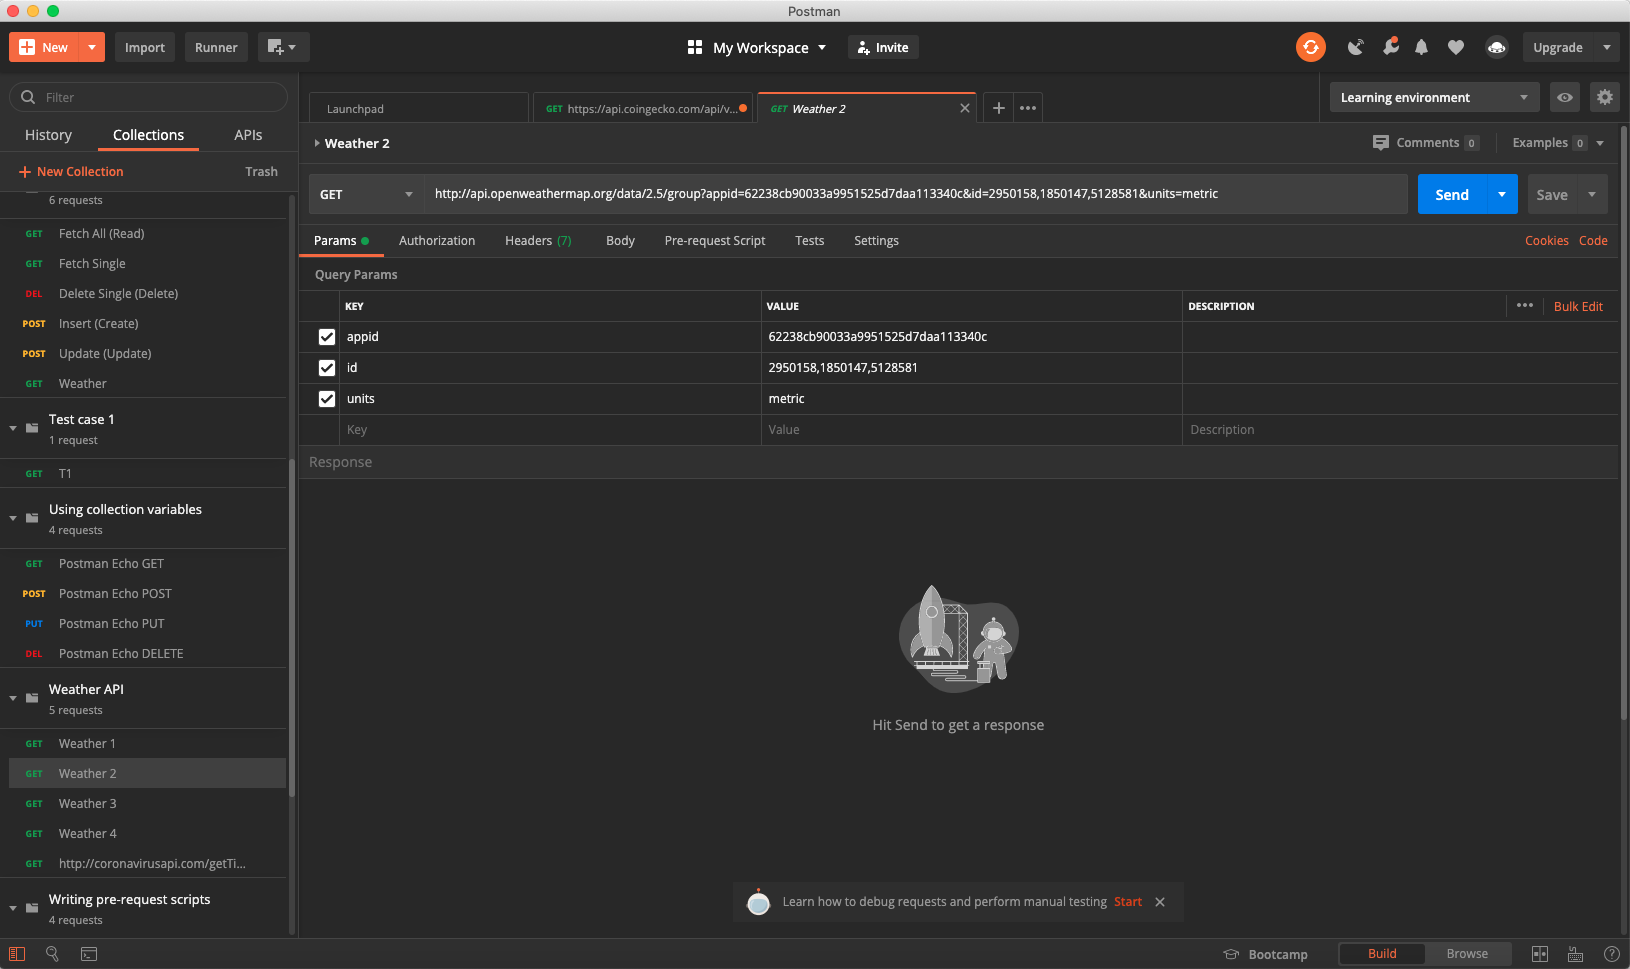 Postman
New
Import
Runner
My Workspace
Invite
Upgrade
Filter
History
Collections
APIs
New Collection
Trash
6 requests
GET Fetch All (Read)
GET Fetch Single
DEL Delete Single (Delete)
POST Insert (Create)
POST Update (Update)
GET Weather
Test case 1
1 request
GET T1
Using collection variables
4 requests
GET Postman Echo GET
POST Postman Echo POST
PUT Postman Echo PUT
DEL Postman Echo DELETE
Weather API
5 requests
GET Weather 1
GET Weather 2
GET Weather 3
GET Weather 4
GET http://coronavirusapi.com/getTi...
Writing pre-request scripts
4 requests
Launchpad
GET https://api.coingecko.com/api/v...
GET Weather 2
Learning environment
Weather 2
Comments 0
Examples 0
GET
http://api.openweathermap.org/data/2.5/group?appid=62238cb90033a9951525d7daa113340c&id=2950158,1850147,5128581&units=metric
Send
Save
Params
Authorization
Headers (7)
Body
Pre-request Script
Tests
Settings
Cookies
Code
Query Params
KEY VALUE DESCRIPTION
Bulk Edit
appid 62238cb90033a9951525d7daa113340c
id 2950158,1850147,5128581
units metric
Key Value Description
Response
Hit Send to get a response
Learn how to debug requests and perform manual testing Start
Bootcamp
Build
Browse